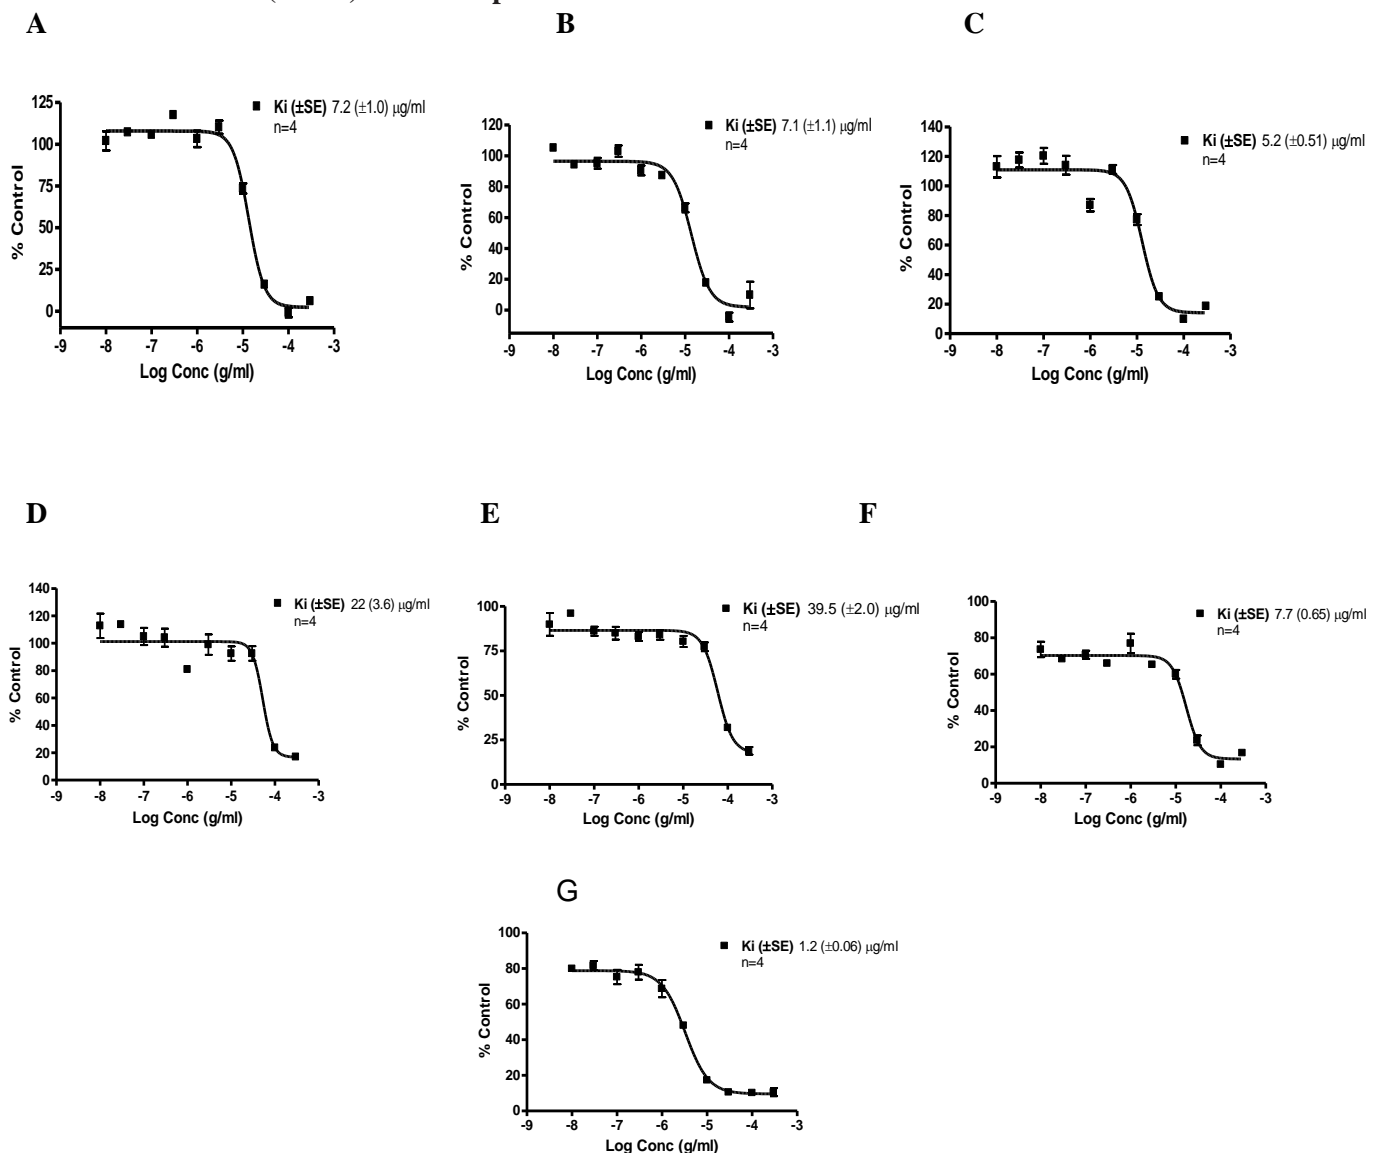 A
B
C
125
100
75
50
25
0
% Control
-9 -8 -7 -6 -5 -4 -3
Log Conc (g/ml)
Ki (±SE) 7.2 (±1.0) µg/ml
n=4
120
100
80
60
40
20
0
% Control
-9 -8 -7 -6 -5 -4 -3
Log Conc (g/ml)
Ki (±SE) 7.1 (±1.1) µg/ml
n=4
140
120
100
80
60
40
20
0
% Control
-9 -8 -7 -6 -5 -4 -3
Log Conc (g/ml)
Ki (±SE) 5.2 (±0.51) µg/ml
n=4
D
E
F
140
120
100
80
60
40
20
0
% Control
-9 -8 -7 -6 -5 -4 -3
Log Conc (g/ml)
Ki (±SE) 22 (3.6) µg/ml
n=4
100
75
50
25
0
% Control
-9 -8 -7 -6 -5 -4 -3
Log Conc (g/ml)
Ki (±SE) 39.5 (±2.0) µg/ml
n=4
100
80
60
40
20
0
% Control
-9 -8 -7 -6 -5 -4 -3
Log Conc (g/ml)
Ki (±SE) 7.7 (0.65) µg/ml
n=4
G
100
80
60
40
20
0
% Control
-9 -8 -7 -6 -5 -4 -3
Log Conc (g/ml)
Ki (±SE) 1.2 (±0.06) µg/ml
n=4